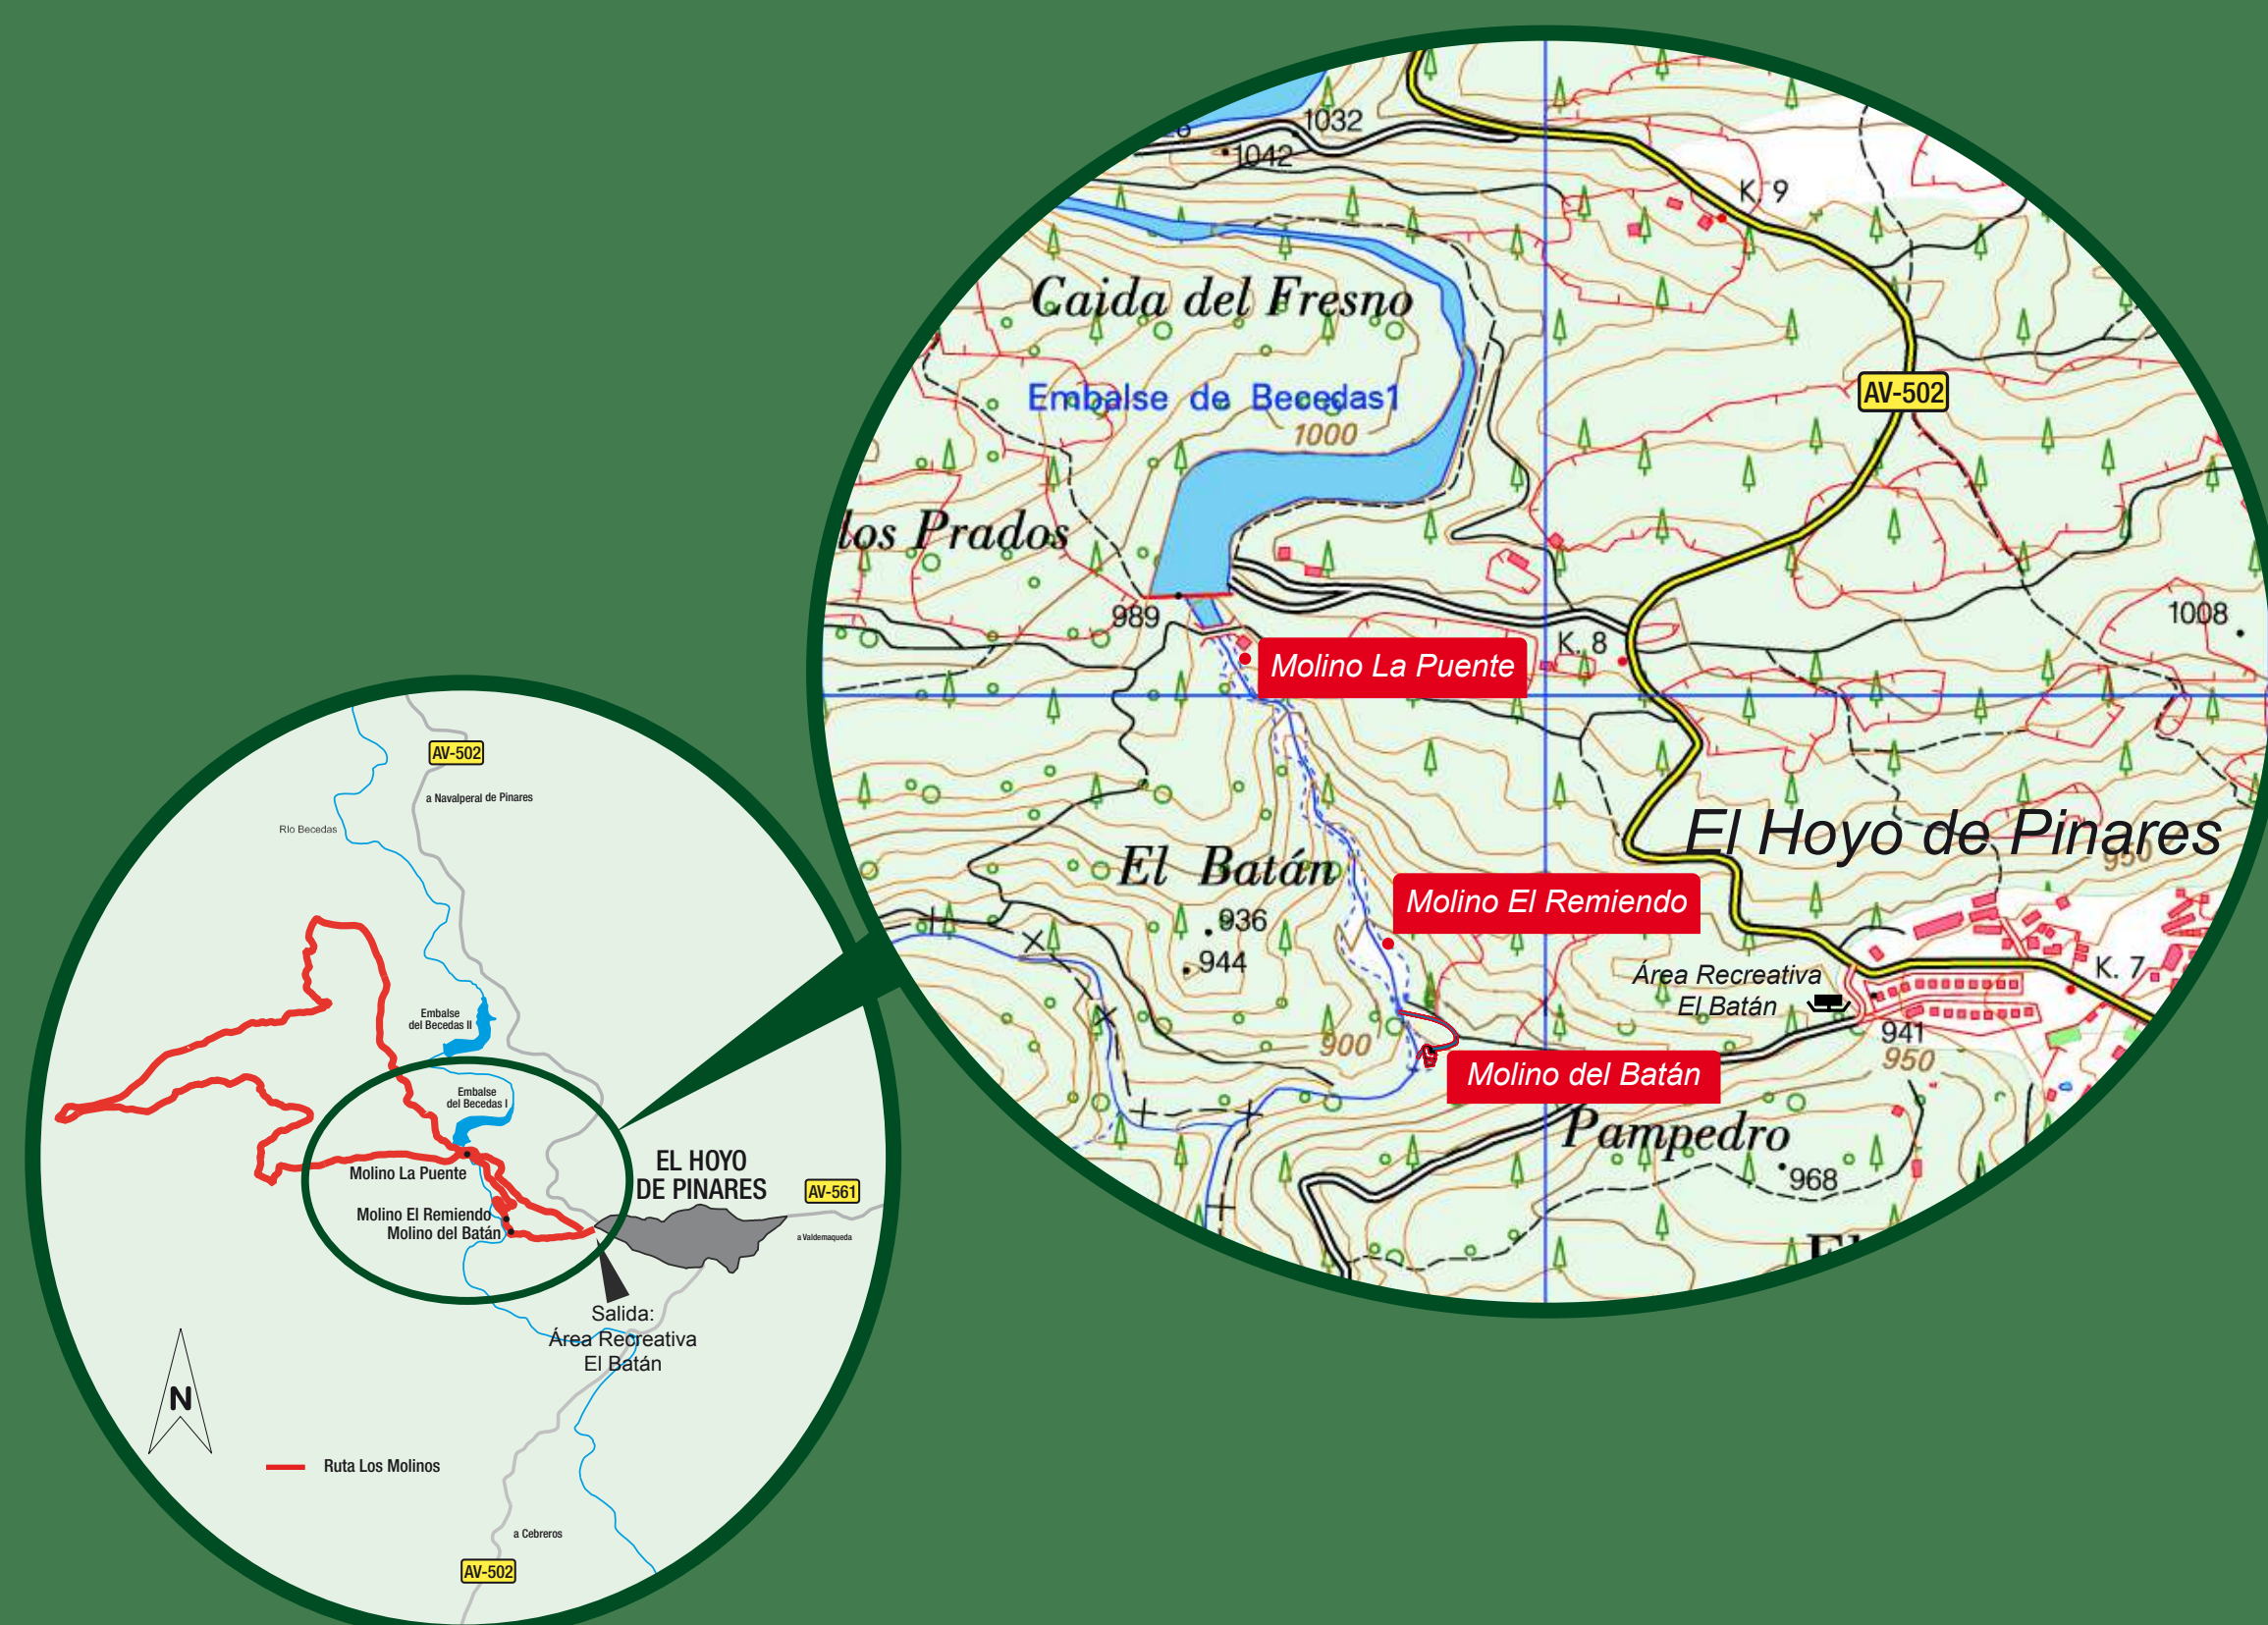 1032
1042
K. 9
Caida del Fresno
Embalse de Becedas1
1000
AV-502
los Prados
989
1008
K. 8
Molino La Puente
El Hoyo de Pinares
950
El Batán
936
944
Molino El Remiendo
Área Recreativa
El Batán
K. 7
941
950
900
Molino del Batán
Pampedro
968
El
AV-502
a Navalperal de Pinares
RIo Becedas
Embalse
del Becedas II
Embalse
del Becedas I
Molino La Puente
EL HOYO
DE PINARES
AV-561
Molino El Remiendo
Molino del Batán
a Valdemaqueda
Salida:
Área Recreativa
El Batán
N
Ruta Los Molinos
a Cebreros
AV-502